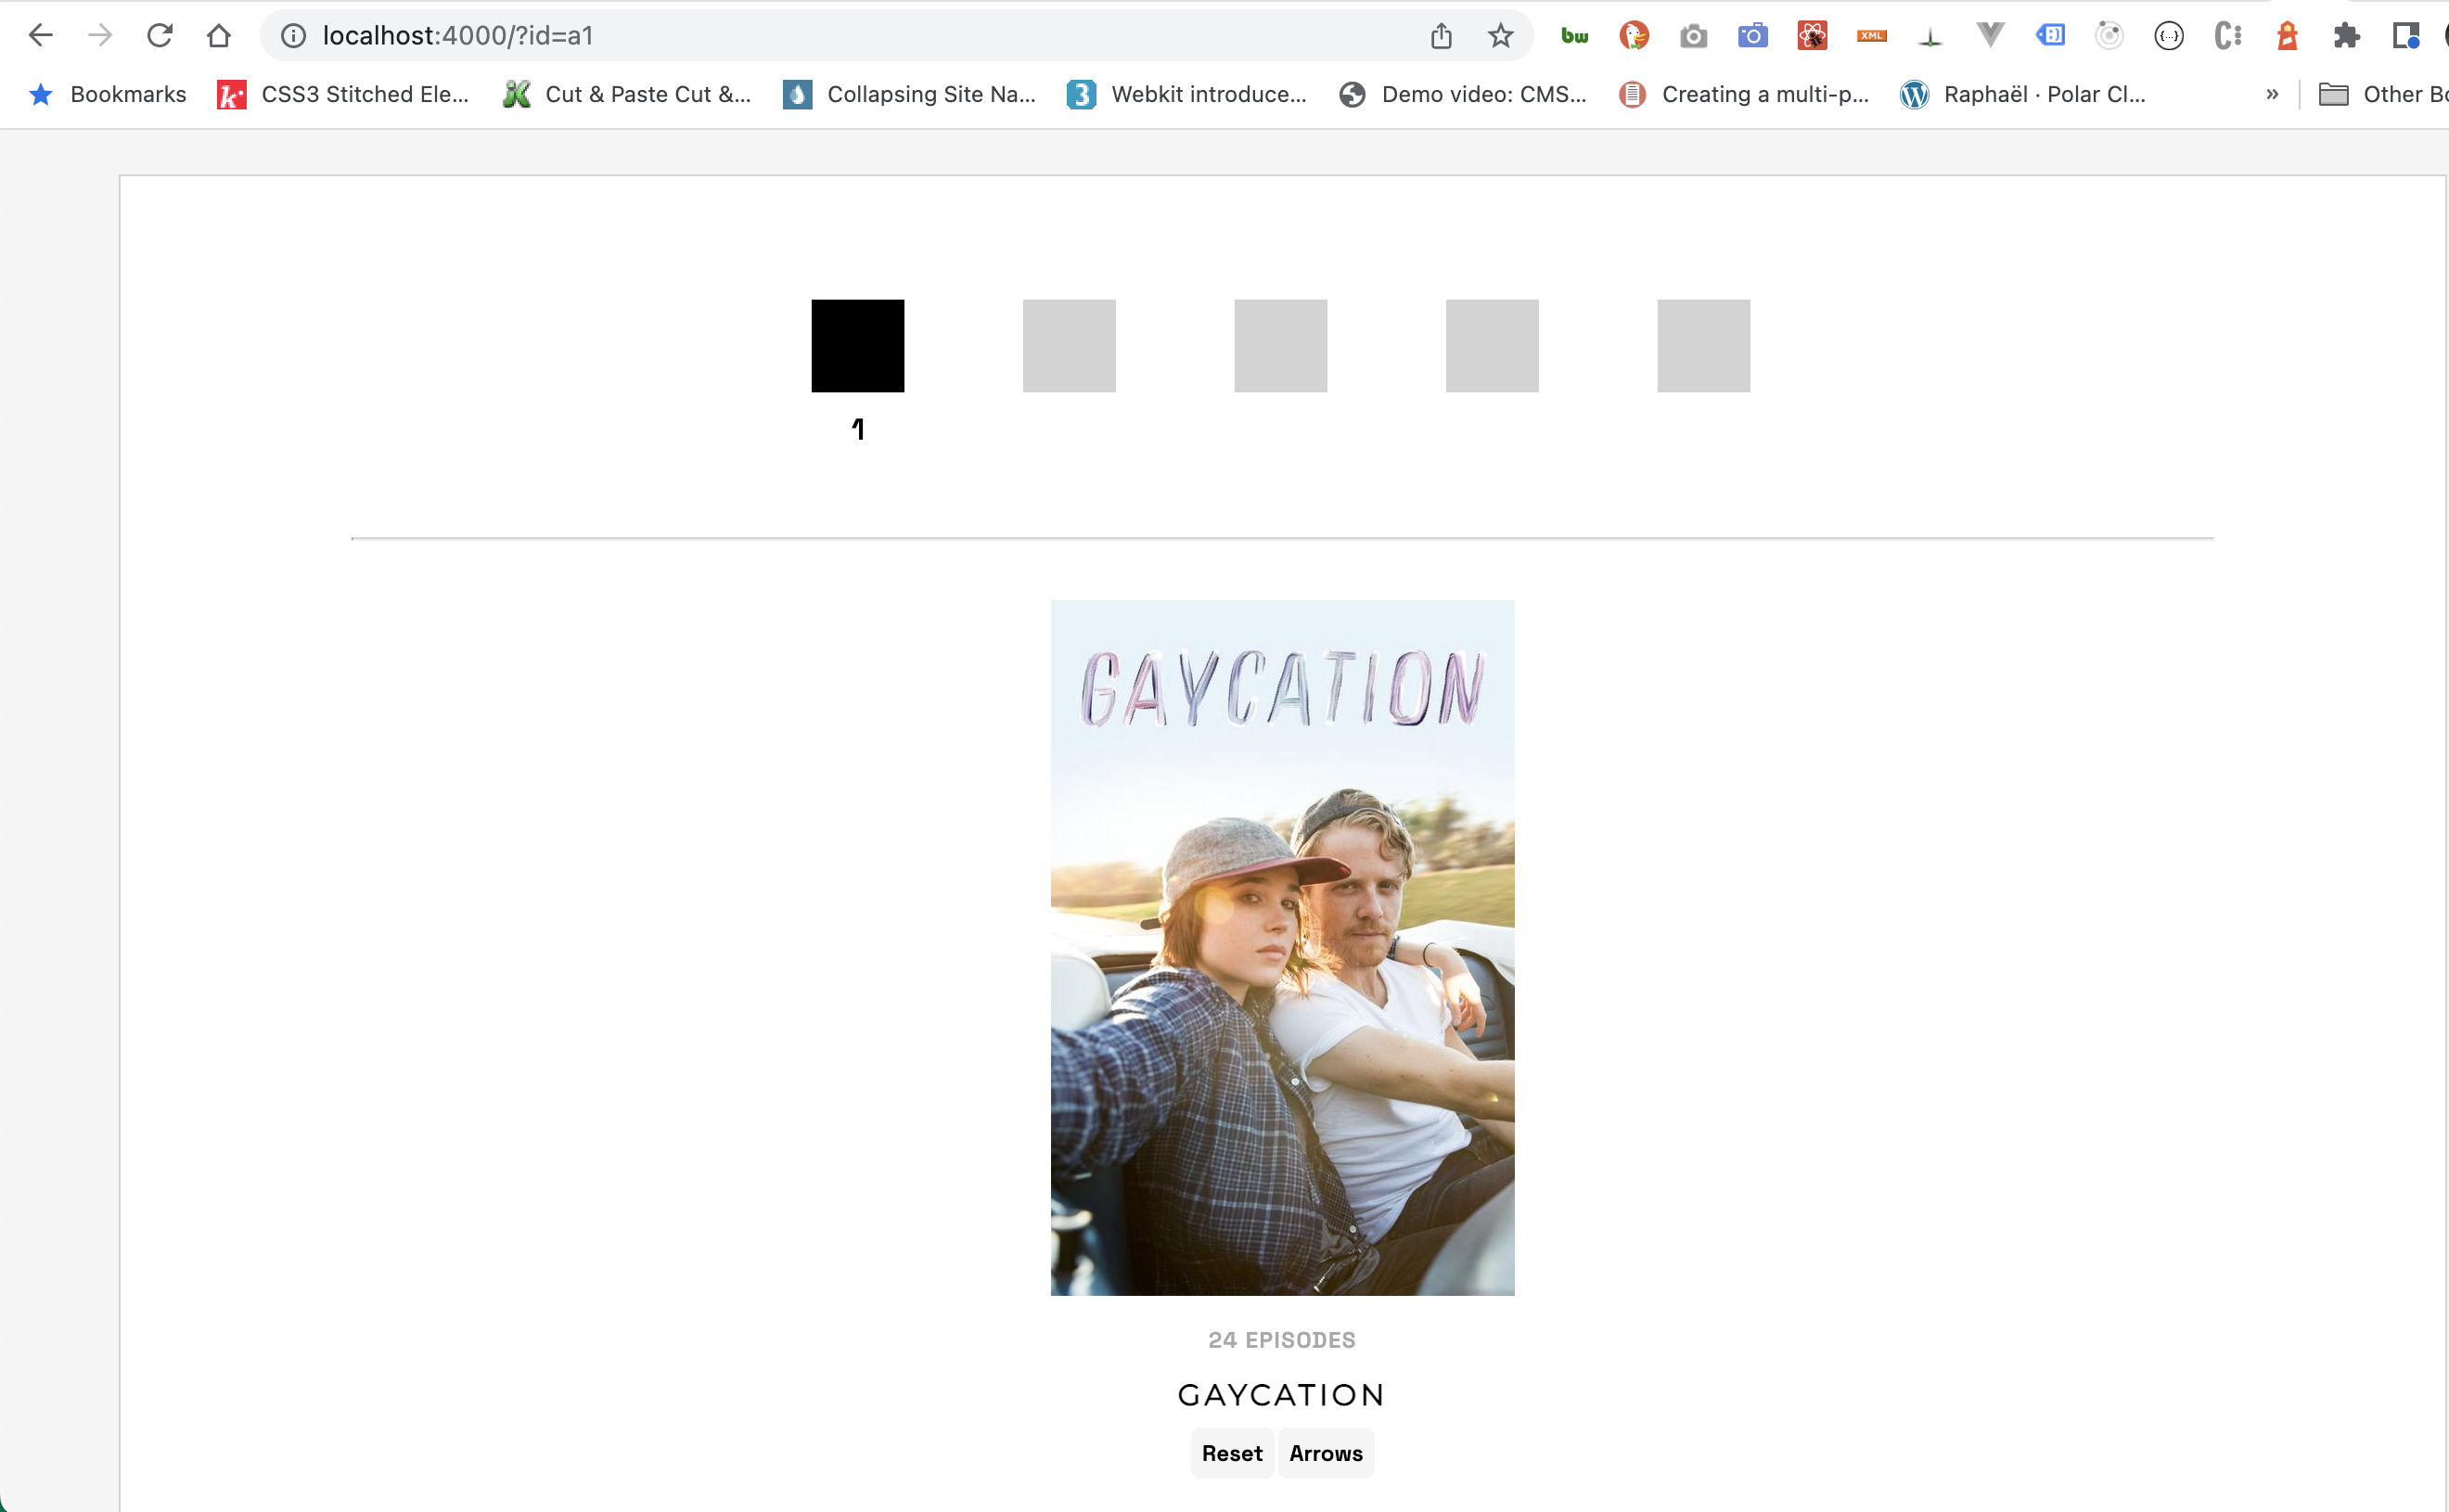 localhost:4000/?id=a1
bw
XML
Bookmarks
CSS3 Stitched Ele...
Cut & Paste Cut &...
Collapsing Site Na...
Webkit introduce...
Demo video: CMS...
Creating a multi-p...
Raphaël · Polar Cl...
»
Other Bo
1
GAYCATION
24 EPISODES
GAYCATION
Reset Arrows